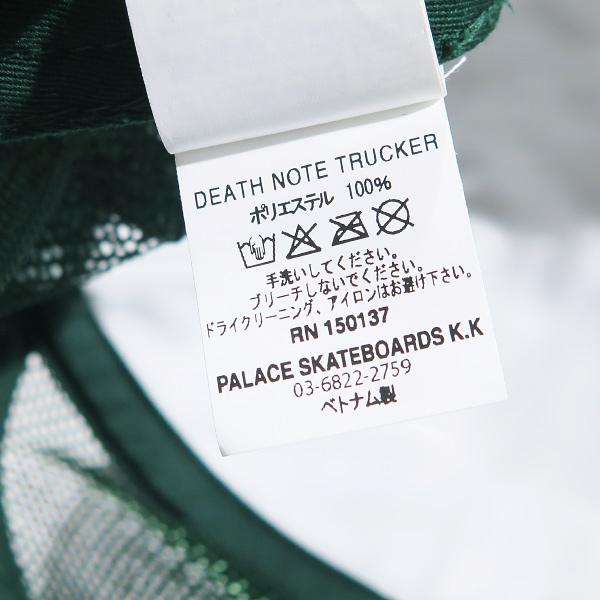 DEATH NOTE TRUCKER
ポリエステル 100%
手洗いしてください。
ブリーチしないでください。
ドライクリーニング、アイロンはお避け下さい。
RN 150137
PALACE SKATEBOARDS K.K
03-6822-2759
ベトナム製